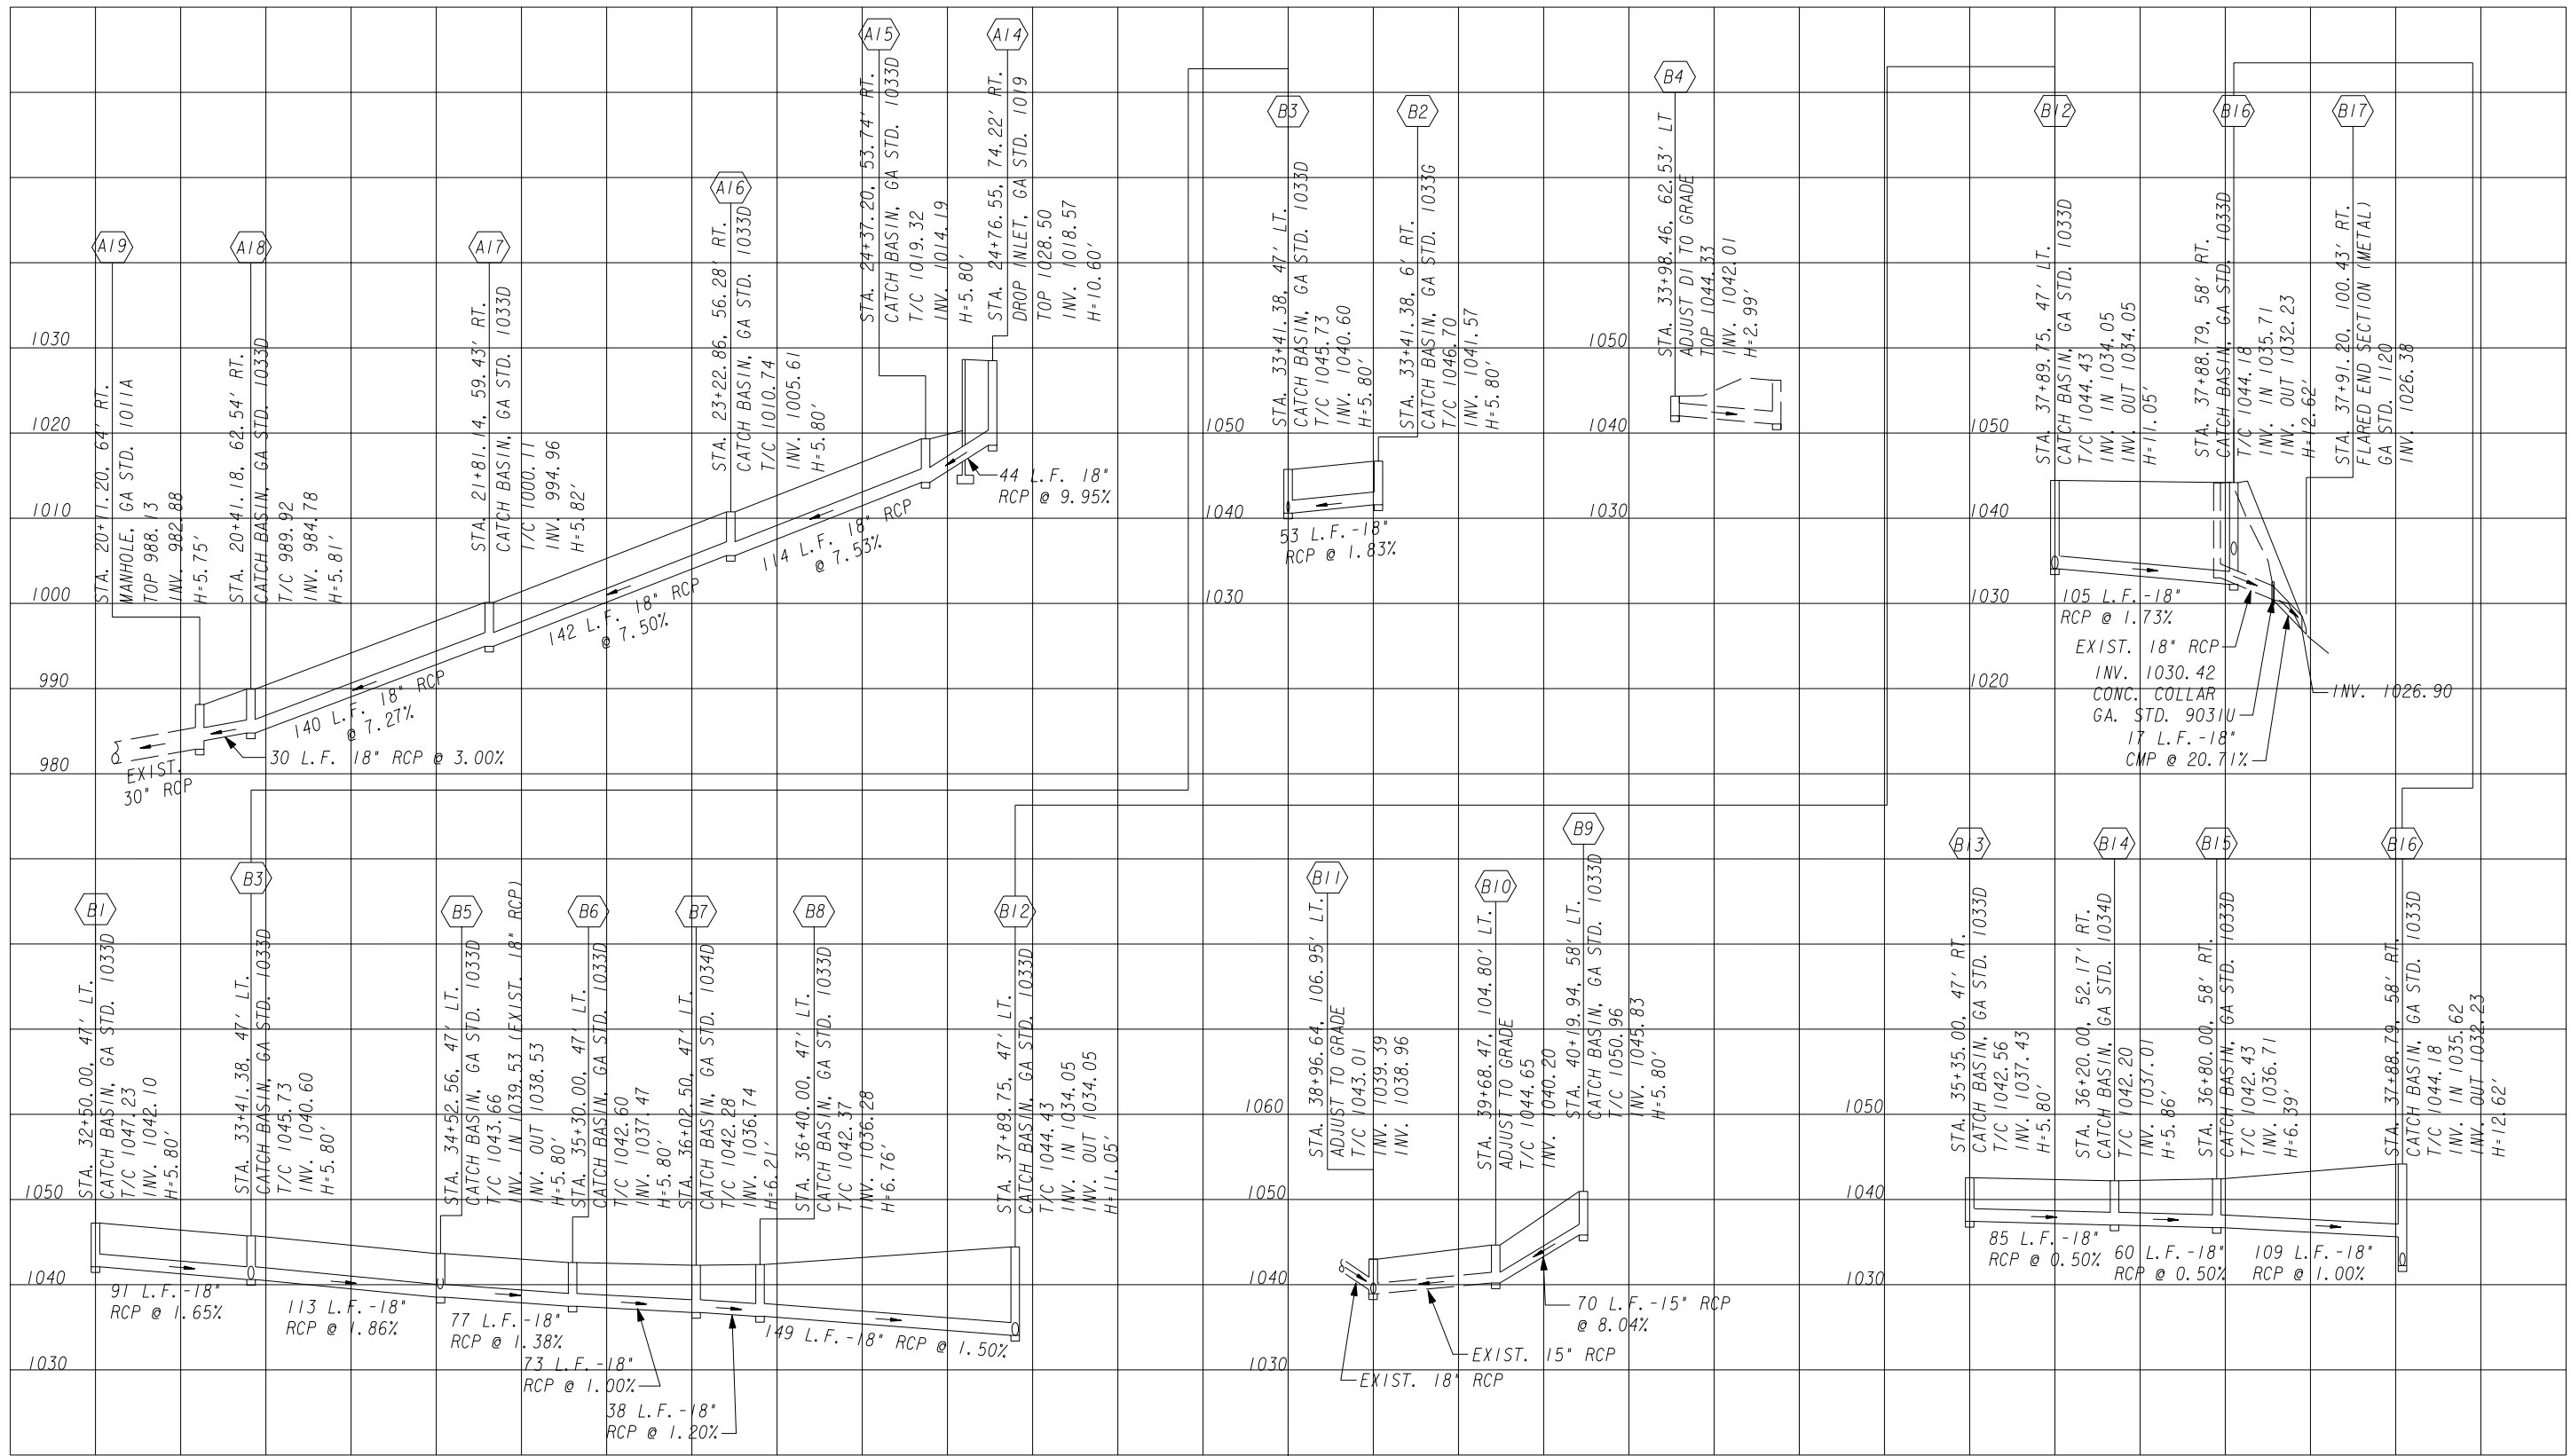 A19
STA. 20+11.20, 64' RT.
MANHOLE, GA STD. 1011A
TOP 988.13
INV. 982.88
H=5.75'
A18
STA. 20+41.18, 62.54' RT.
CATCH BASIN, GA STD. 1033D
T/C 989.92
INV. 984.78
H=5.81'
A17
STA. 21+81.14, 59.43' RT.
CATCH BASIN, GA STD. 1033D
T/C 1000.11
INV. 994.96
H=5.82'
A16
STA. 23+22.86, 56.28' RT.
CATCH BASIN, GA STD. 1033D
T/C 1010.74
INV. 1005.61
H=5.80'
A15
STA. 24+37.20, 53.74' RT.
CATCH BASIN, GA STD. 1033D
T/C 1019.32
INV. 1014.19
H=5.80'
A14
STA. 24+76.55, 74.22' RT.
DROP INLET, GA STD. 1019
TOP 1028.50
INV. 1018.57
H=10.60'
1030
1020
1010
1000
990
980
44 L.F. 18"
RCP @ 9.95%
114 L.F. 18" RCP
@ 7.53%
142 L.F. 18" RCP
@ 7.50%
140 L.F. 18" RCP
@ 7.27%
30 L.F. 18" RCP @ 3.00%
EXIST.
30" RCP
B3
STA. 33+41.38, 47' LT.
CATCH BASIN, GA STD. 1033D
T/C 1045.73
INV. 1040.60
H=5.80'
B2
STA. 33+41.38, 6' RT.
CATCH BASIN, GA STD. 1033G
T/C 1046.70
INV. 1041.57
H=5.80'
1050
1040
1030
53 L.F.-18"
RCP @ 1.83%
B4
STA. 33+98.46, 62.53' LT
ADJUST DI TO GRADE
TOP 1044.33
INV. 1042.01
H=2.99'
1050
1040
1030
B12
STA. 37+89.75, 47' LT.
CATCH BASIN, GA STD. 1033D
T/C 1044.43
INV. IN 1034.05
INV. OUT 1034.05
H=11.05'
B16
STA. 37+88.79, 58' RT.
CATCH BASIN, GA STD. 1033D
T/C 1044.18
INV. IN 1035.71
INV. OUT 1032.23
H=12.62'
B17
STA. 37+91.20, 100.43' RT.
FLARED END SECTION (METAL)
GA STD. 1120
INV. 1026.38
1050
1040
1030
1020
105 L.F.-18"
RCP @ 1.73%
EXIST. 18" RCP
INV. 1030.42
CONC. COLLAR
GA. STD. 9031U
17 L.F.-18"
CMP @ 20.71%
INV. 1026.90
B1
STA. 32+50.00, 47' LT.
CATCH BASIN, GA STD. 1033D
T/C 1047.23
INV. 1042.10
H=5.80'
B3
STA. 33+41.38, 47' LT.
CATCH BASIN, GA STD. 1033D
T/C 1045.73
INV. 1040.60
H=5.80'
B5
STA. 34+52.56, 47' LT.
CATCH BASIN, GA STD. 1033D
T/C 1043.66
INV. IN 1039.53 (EXIST. 18" RCP)
INV. OUT 1038.53
H=5.80'
B6
STA. 35+30.00, 47' LT.
CATCH BASIN, GA STD. 1033D
T/C 1042.60
INV. 1037.47
H=5.80'
B7
STA. 36+02.50, 47' LT.
CATCH BASIN, GA STD. 1034D
T/C 1042.28
INV. 1036.74
H=6.21'
B8
STA. 36+40.00, 47' LT.
CATCH BASIN, GA STD. 1033D
T/C 1042.37
INV. 1036.28
H=6.76'
B12
STA. 37+89.75, 47' LT.
CATCH BASIN, GA STD. 1033D
T/C 1044.43
INV. IN 1034.05
INV. OUT 1034.05
H=11.05'
1050
1040
1030
91 L.F.-18"
RCP @ 1.65%
113 L.F.-18"
RCP @ 1.86%
77 L.F.-18"
RCP @ 1.38%
73 L.F.-18"
RCP @ 1.00%
38 L.F.-18"
RCP @ 1.20%
149 L.F.-18" RCP @ 1.50%
B11
STA. 38+96.64, 106.95' LT.
ADJUST TO GRADE
T/C 1043.01
INV. 1039.39
INV. 1038.96
B10
STA. 39+68.47, 104.80' LT.
ADJUST TO GRADE
T/C 1044.65
INV. 1040.20
B9
STA. 40+19.94, 58' LT.
CATCH BASIN, GA STD. 1033D
T/C 1050.96
INV. 1045.83
H=5.80'
1060
1050
1040
1030
70 L.F.-15" RCP
@ 8.04%
EXIST. 15" RCP
EXIST. 18" RCP
B13
STA. 35+35.00, 47' RT.
CATCH BASIN, GA STD. 1033D
T/C 1042.56
INV. 1037.43
H=5.80'
B14
STA. 36+20.00, 52.17' RT.
CATCH BASIN, GA STD. 1034D
T/C 1042.20
INV. 1037.01
H=5.86'
B15
STA. 36+80.00, 58' RT.
CATCH BASIN, GA STD. 1033D
T/C 1042.43
INV. 1036.71
H=6.39'
B16
STA. 37+88.79, 58' RT.
CATCH BASIN, GA STD. 1033D
T/C 1044.18
INV. IN 1035.62
INV. OUT 1032.23
H=12.62'
1050
1040
1030
85 L.F.-18"
RCP @ 0.50%
60 L.F.-18"
RCP @ 0.50%
109 L.F.-18"
RCP @ 1.00%